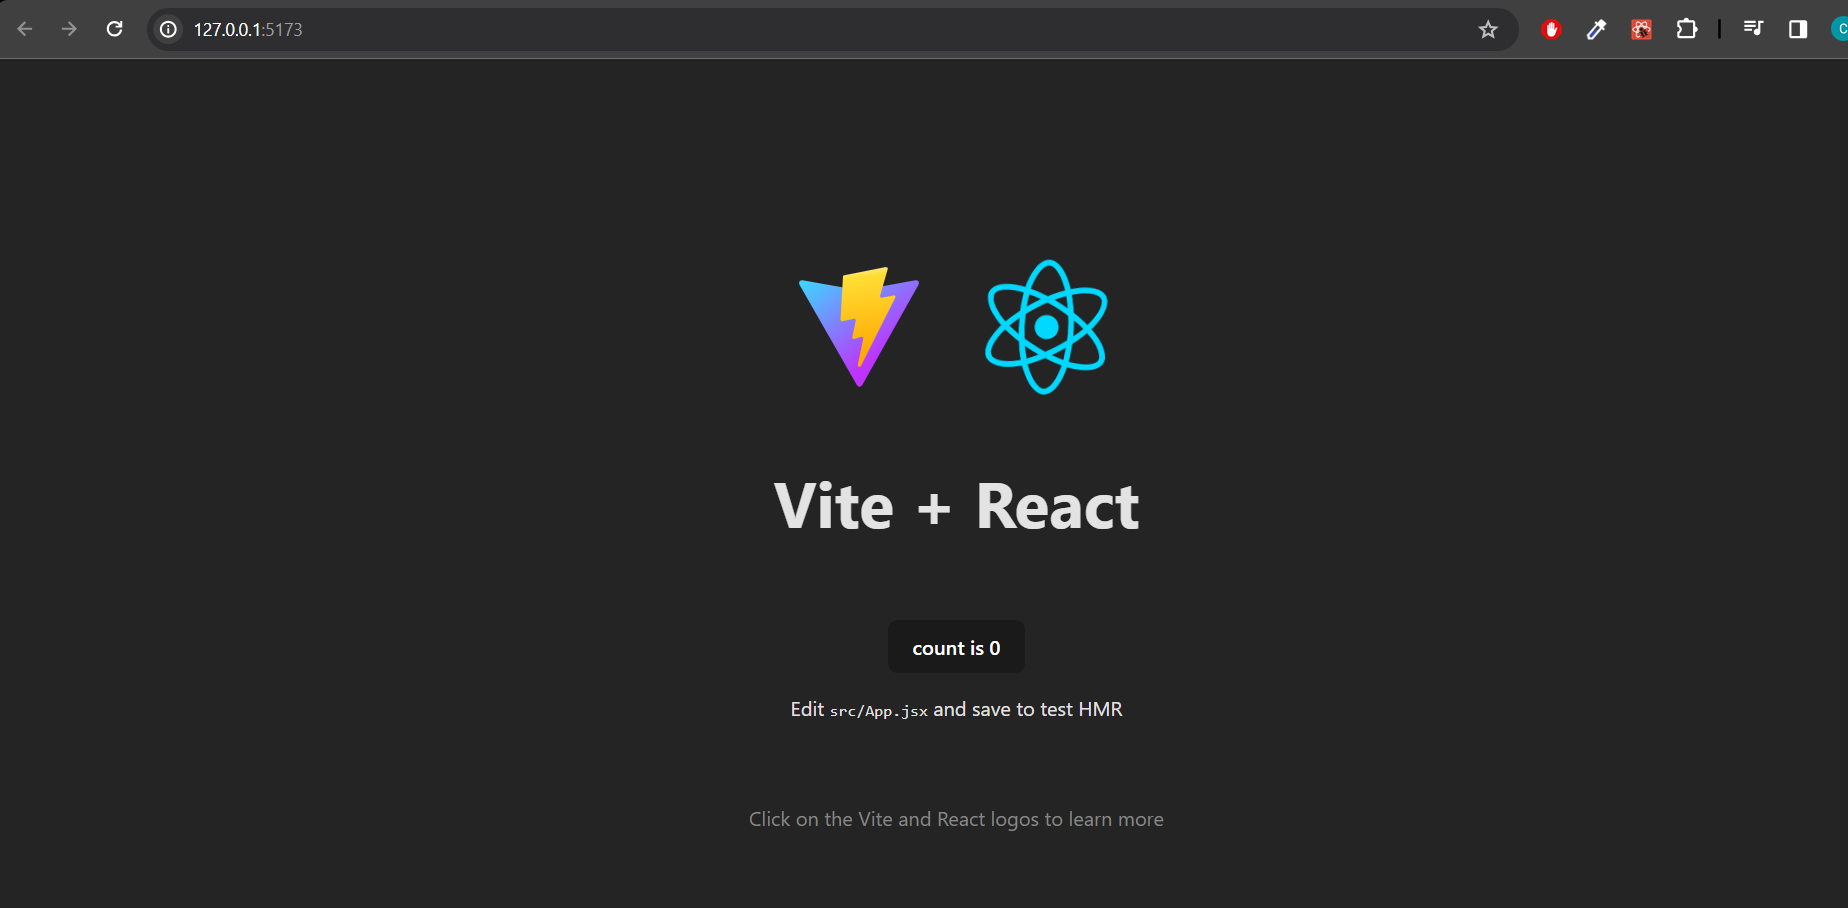 127.0.0.1:5173
Vite + React
count is 0
Edit src/App.jsx and save to test HMR
Click on the Vite and React logos to learn more